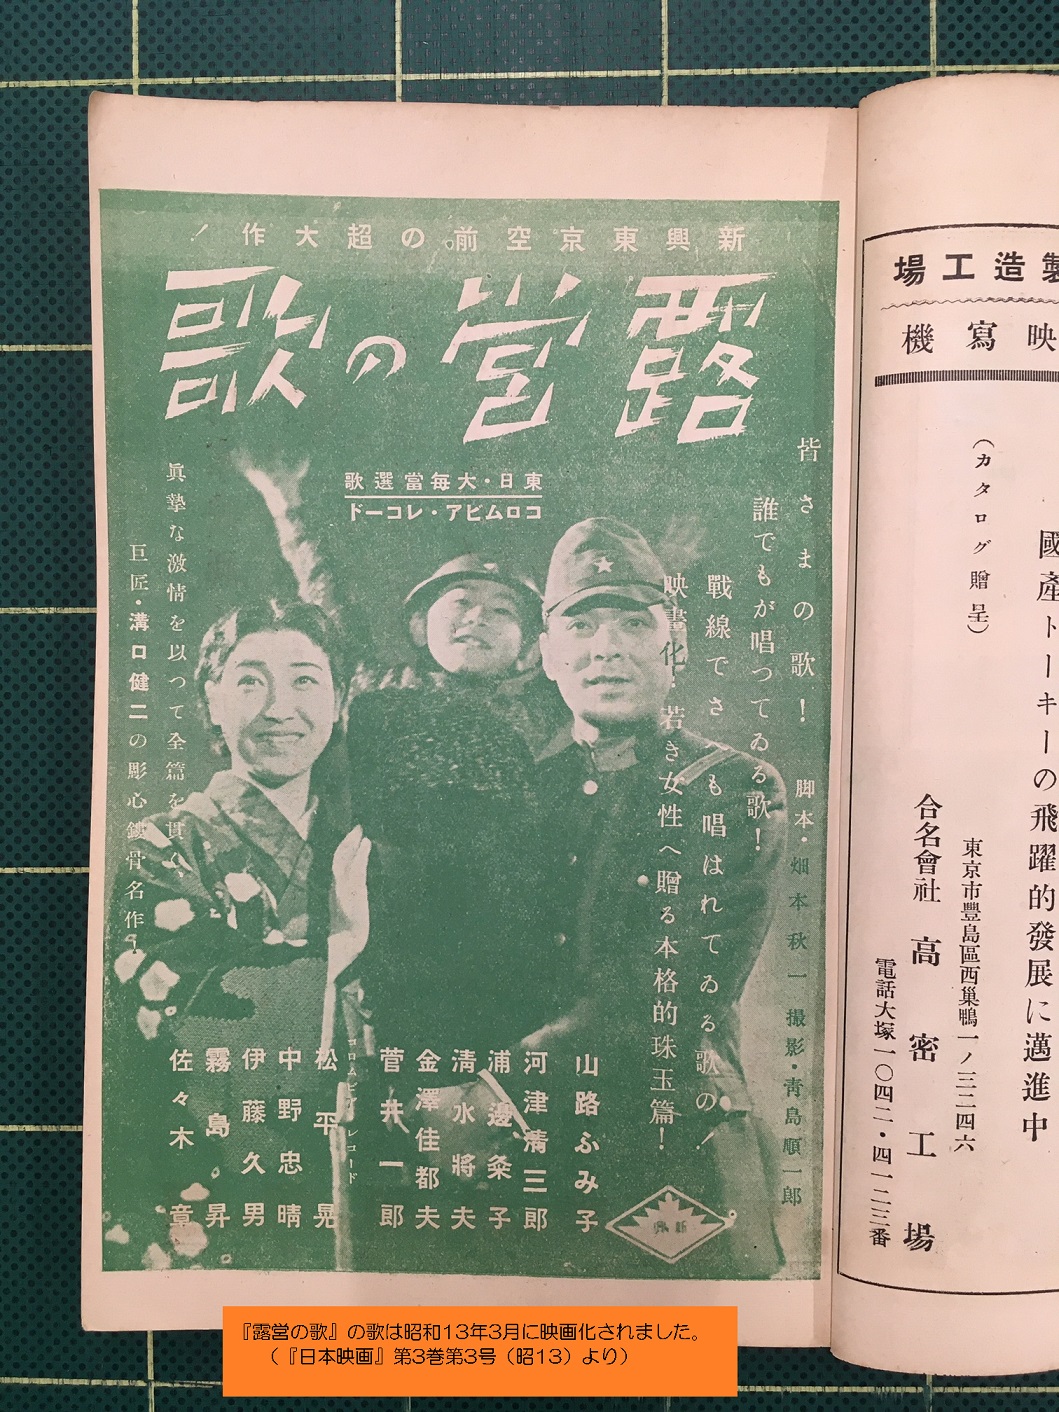 新興東京空前の超大作!
露営の歌
東日・大毎當選歌
コロムビア・レコード
皆さまの歌!
誰でもが唱つてゐる歌!
戰線でさへも唱はれてゐる歌の!
映畫化!若き女性へ贈る本格的珠玉篇!
脚本・畑本秋一
撮影・靑島順一郎
眞摯な激情を以つて全篇を貫く、
巨匠・溝口健二の彫心鏤骨名作!
山路ふみ子
河津淸三郎
浦邊粂子
淸水將夫
金澤佳都夫
菅井一郎
コロムビア・レコード
松平晃
中野忠晴
伊藤久男
霧島昇
佐々木章
新興
製造工場
映寫機
(カタログ贈呈)
國產トーキーの飛躍的發展に邁進中
東京市豐島區西巢鴨一ノ三二四六
合名會社 高密工場
電話大塚一〇四二・四一二三番
『露営の歌』の歌は昭和13年3月に映画化されました。
(『日本映画』第3巻第3号(昭13)より)